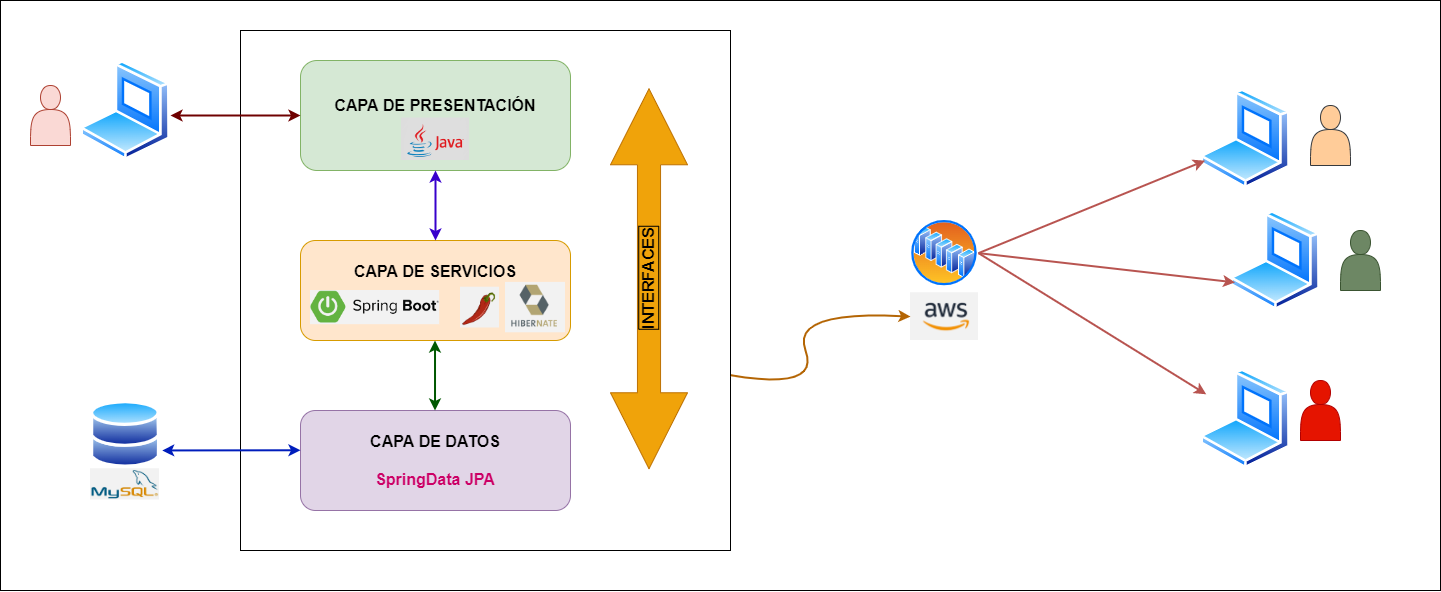 CAPA DE PRESENTACIÓN
Java
CAPA DE SERVICIOS
Spring Boot
HIBERNATE
CAPA DE DATOS
SpringData JPA
INTERFACES
MySQL
aws